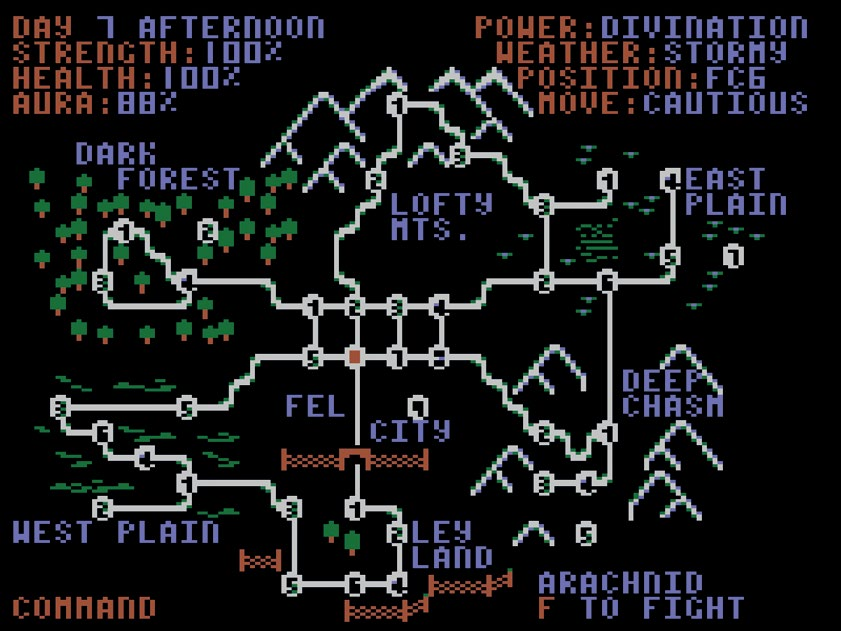 DAY 7 AFTERNOON
POWER:DIVINATION
STRENGTH:100%
WEATHER:STORMY
HEALTH:100%
POSITION:FC6
AURA:88%
MOVE:CAUTIOUS
DARK
FOREST
LOFTY
MTS.
EAST
PLAIN
DEEP
CHASM
FEL
CITY
WEST PLAIN
LEY
LAND
ARACHNID
COMMAND
F TO FIGHT